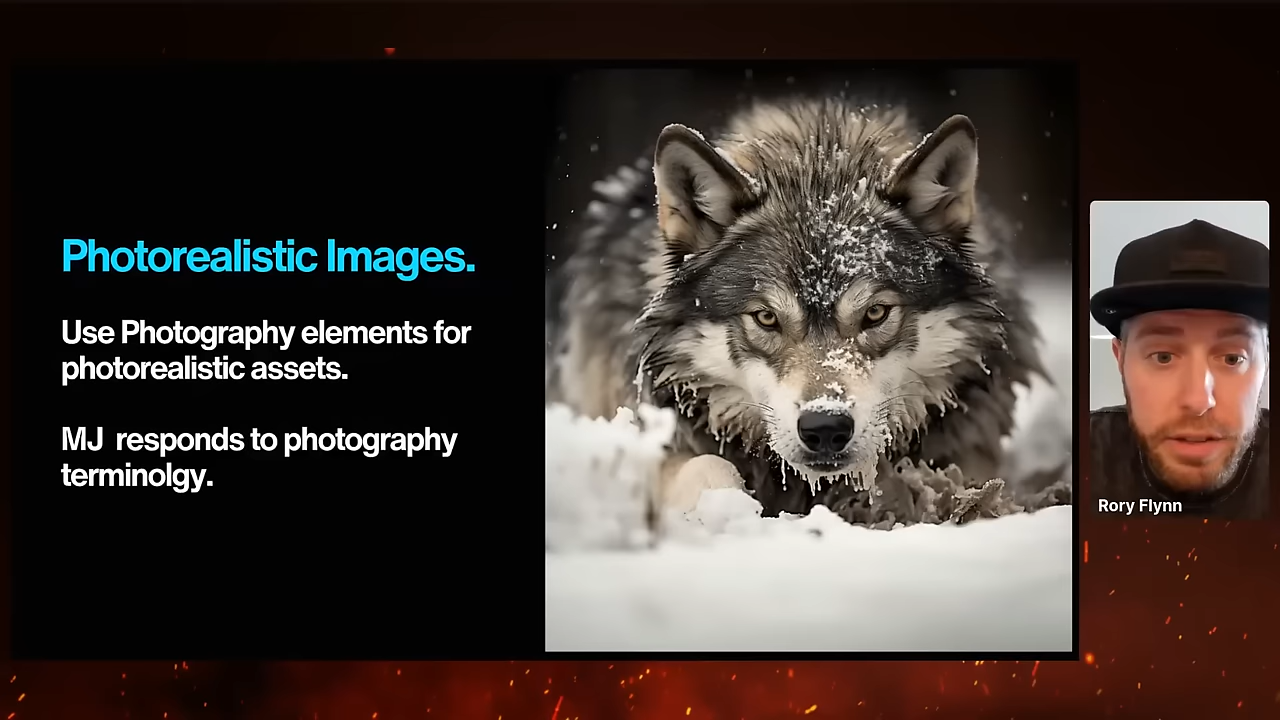 Photorealistic Images.
Use Photography elements for
photorealistic assets.
MJ  responds to photography
terminolgy.
Rory Flynn